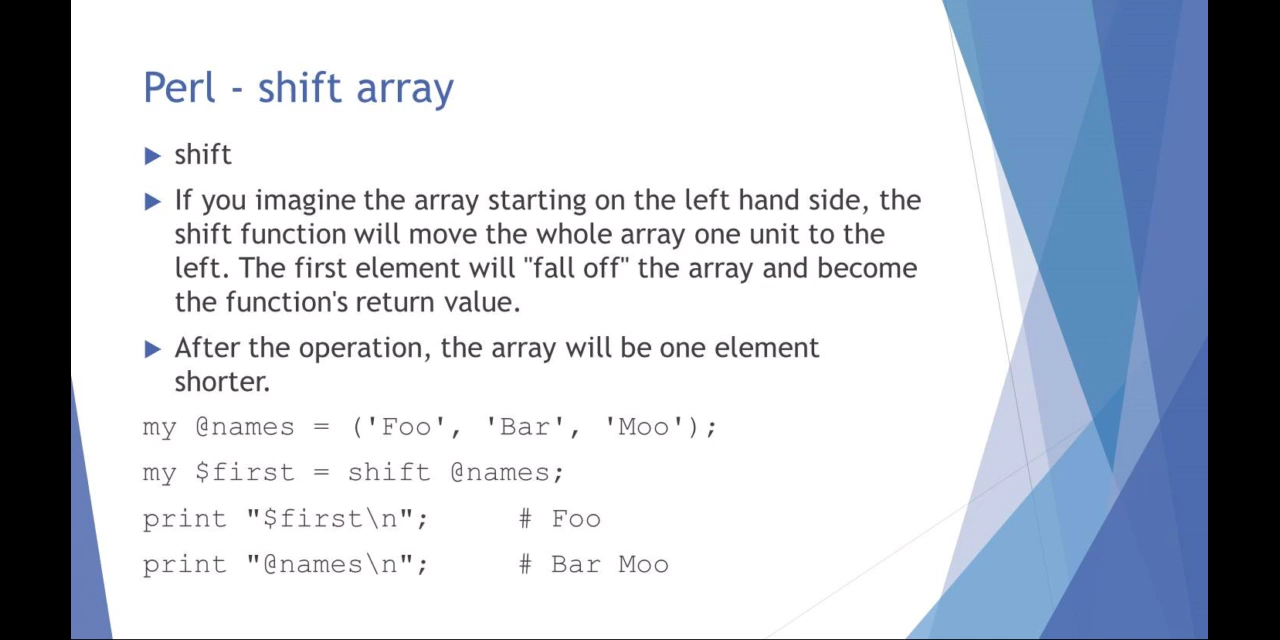 Perl - shift array
shift
If you imagine the array starting on the left hand side, the
shift function will move the whole array one unit to the
left. The first element will "fall off" the array and become
the function's return value.
After the operation, the array will be one element
shorter.
my @names = ('Foo', 'Bar', 'Moo');
my $first = shift @names;
print "$first\n";     # Foo
print "@names\n";     # Bar Moo